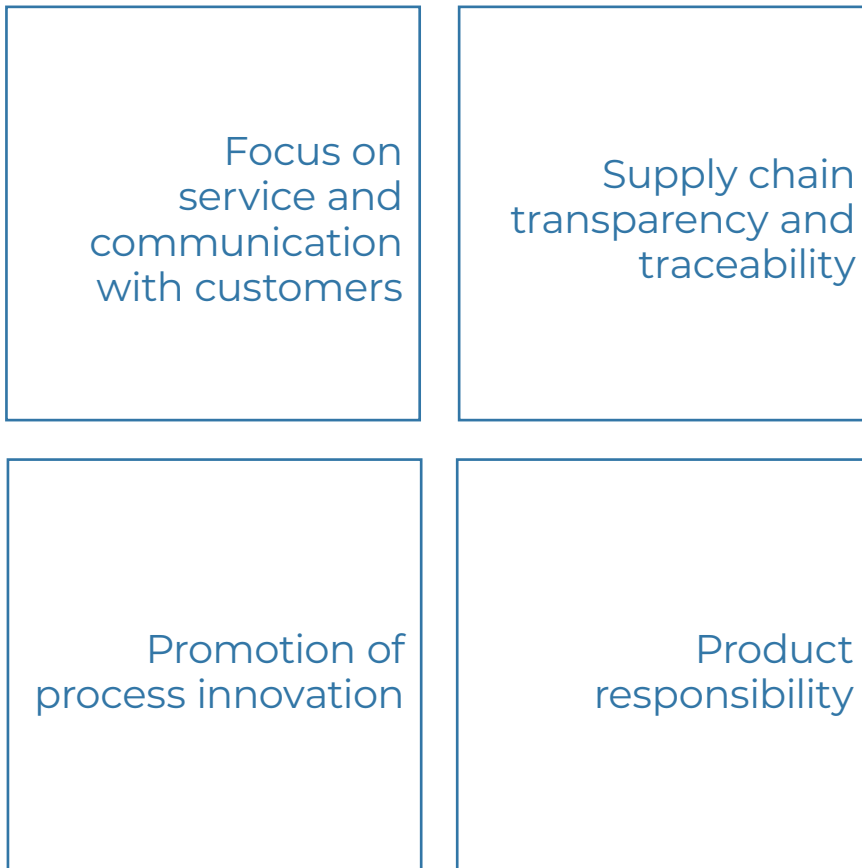 Focus on
service and
communication
with customers
Supply chain
transparency and
traceability
Promotion of
process innovation
Product
responsibility